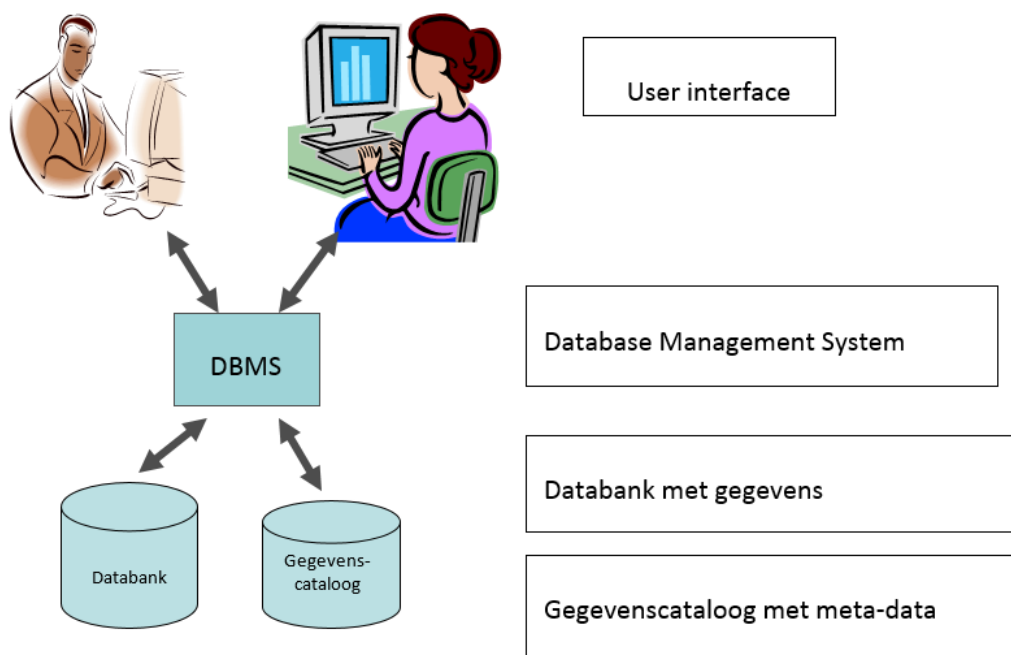 User interface
Database Management System
DBMS
Databank met gegevens
Databank
Gegevens-
cataloog
Gegevenscataloog met meta-data